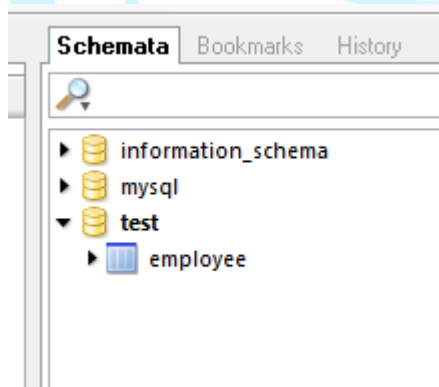 Schemata Bookmarks History
information_schema
mysql
test
employee